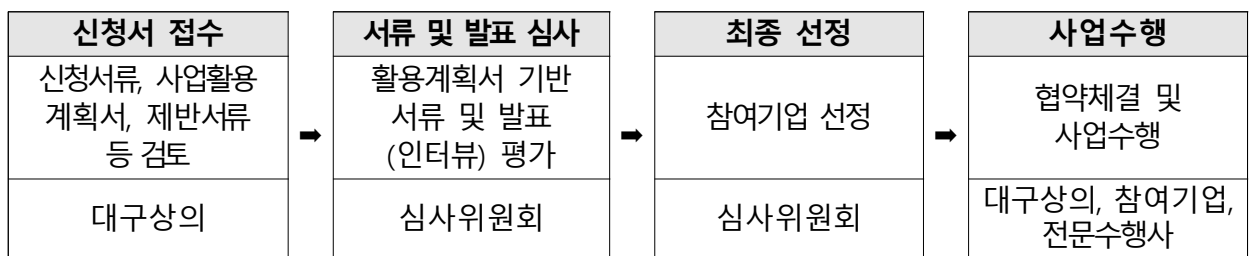 신청서 접수
신청서류, 사업활용
계획서, 제반서류
등 검토
대구상의
➡
서류 및 발표 심사
활용계획서 기반
서류 및 발표
(인터뷰) 평가
심사위원회
➡
최종 선정
참여기업 선정
심사위원회
➡
사업수행
협약체결 및
사업수행
대구상의, 참여기업,
전문수행사